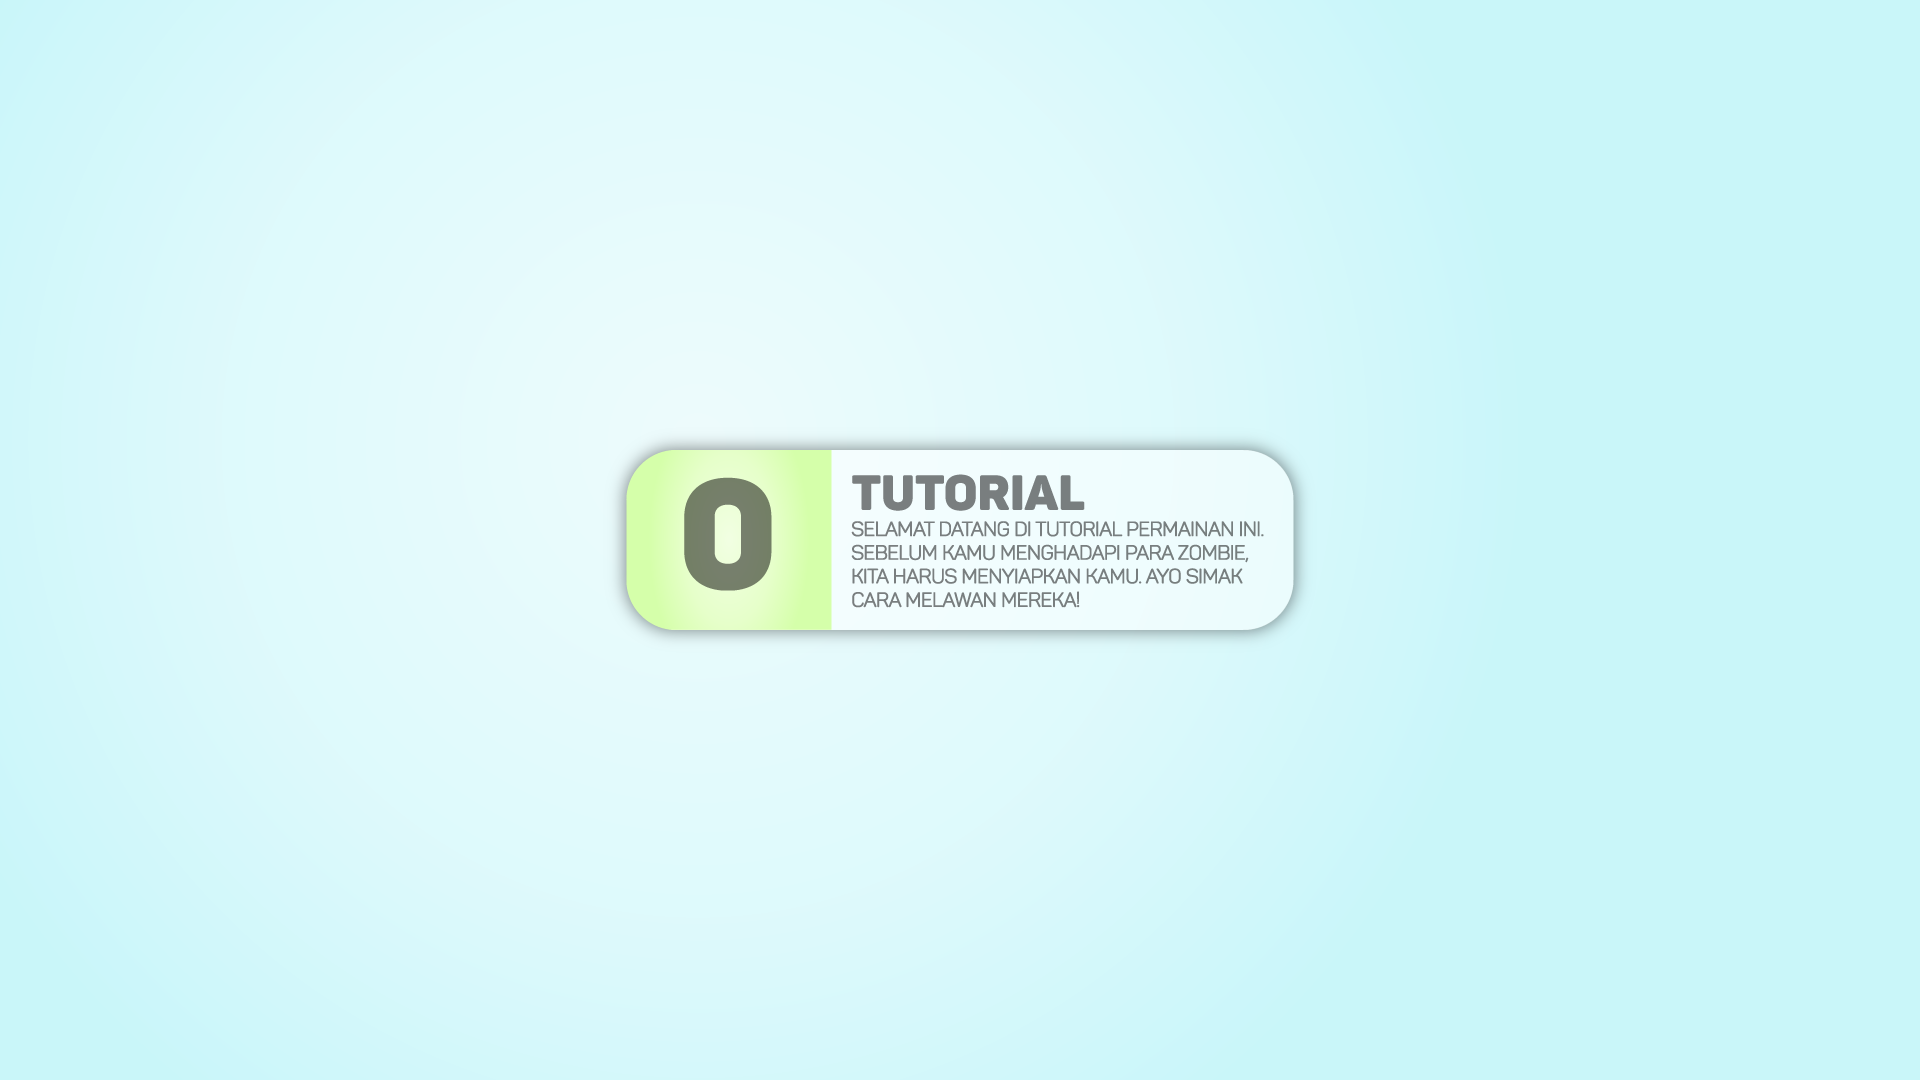 0
TUTORIAL
SELAMAT DATANG DI TUTORIAL PERMAINAN INI.
SEBELUM KAMU MENGHADAPI PARA ZOMBIE,
KITA HARUS MENYIAPKAN KAMU. AYO SIMAK
CARA MELAWAN MEREKA!